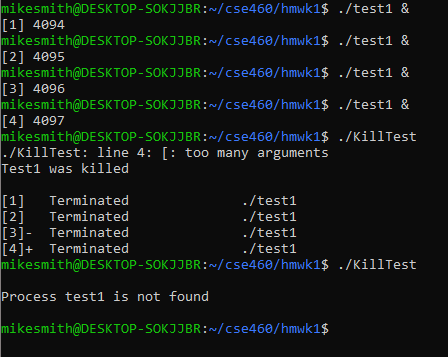 mikesmith@DESKTOP-SOKJJBR:~/cse460/hmwk1$ ./test1 &
[1] 4094
mikesmith@DESKTOP-SOKJJBR:~/cse460/hmwk1$ ./test1 &
[2] 4095
mikesmith@DESKTOP-SOKJJBR:~/cse460/hmwk1$ ./test1 &
[3] 4096
mikesmith@DESKTOP-SOKJJBR:~/cse460/hmwk1$ ./test1 &
[4] 4097
mikesmith@DESKTOP-SOKJJBR:~/cse460/hmwk1$ ./KillTest
./KillTest: line 4: [: too many arguments
Test1 was killed
[1]   Terminated              ./test1
[2]   Terminated              ./test1
[3]-  Terminated              ./test1
[4]+  Terminated              ./test1
mikesmith@DESKTOP-SOKJJBR:~/cse460/hmwk1$ ./KillTest
Process test1 is not found
mikesmith@DESKTOP-SOKJJBR:~/cse460/hmwk1$